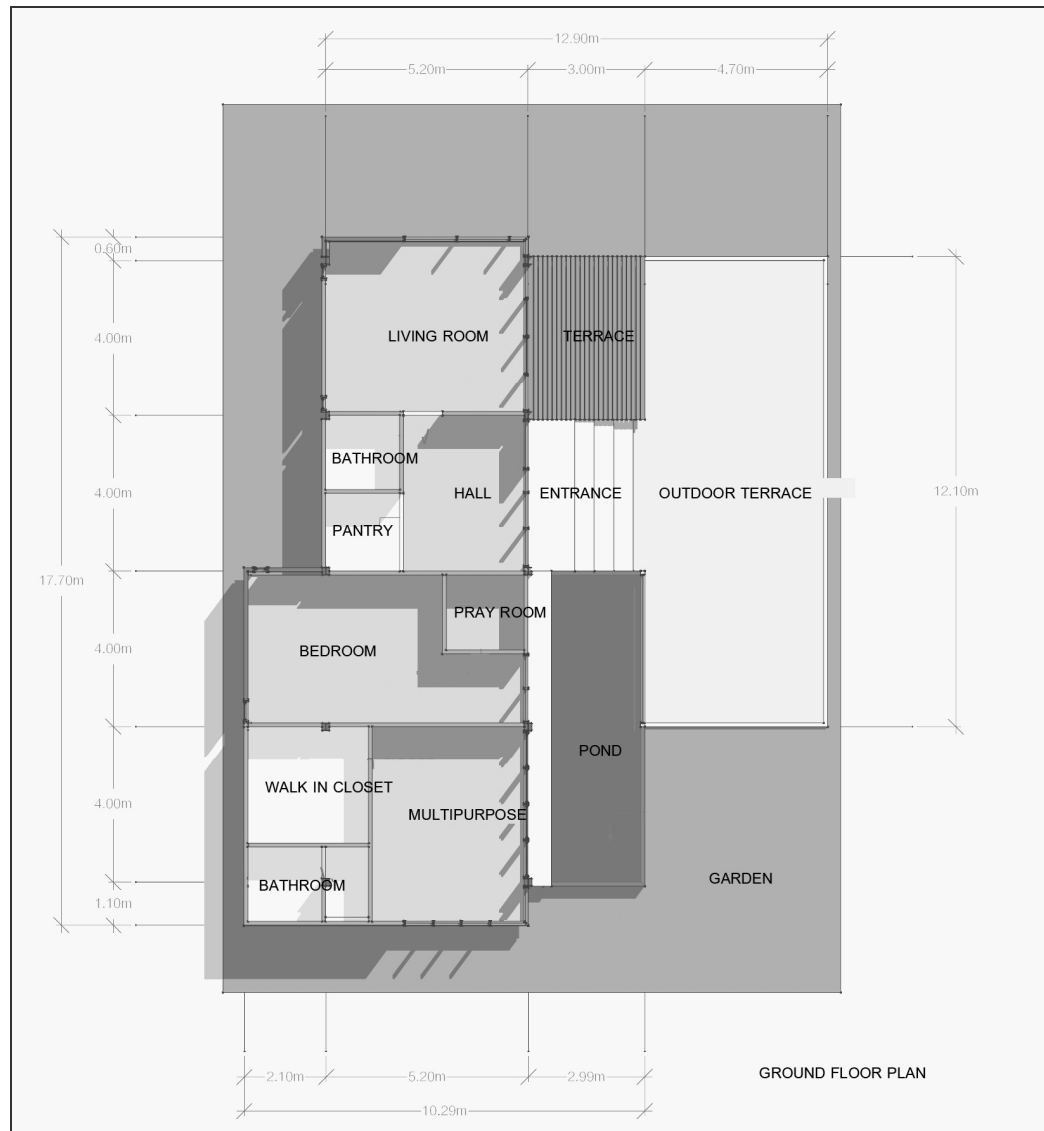 12.90m
5.20m
3.00m
4.70m
0.60m
4.00m
LIVING ROOM
TERRACE
BATHROOM
4.00m
HALL
ENTRANCE
OUTDOOR TERRACE
12.10m
PANTRY
17.70m
PRAY ROOM
4.00m
BEDROOM
POND
WALK IN CLOSET
4.00m
MULTIPURPOSE
GARDEN
BATHROOM
1.10m
GROUND FLOOR PLAN
2.10m
5.20m
2.99m
10.29m